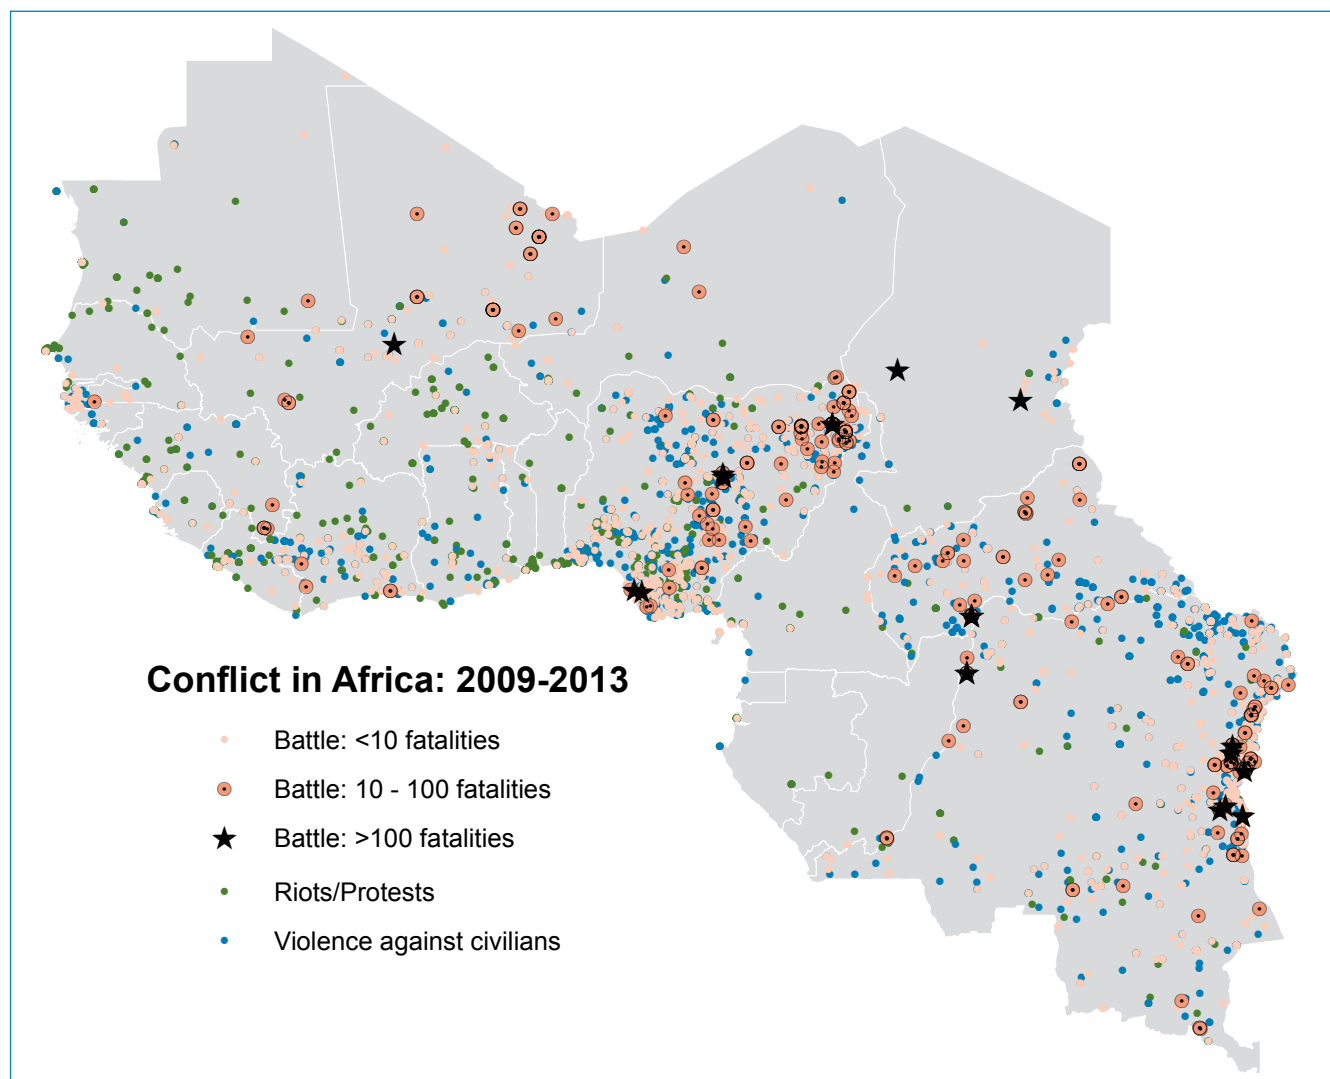 Conflict in Africa: 2009-2013
Battle: <10 fatalities
Battle: 10 - 100 fatalities
Battle: >100 fatalities
Riots/Protests
Violence against civilians